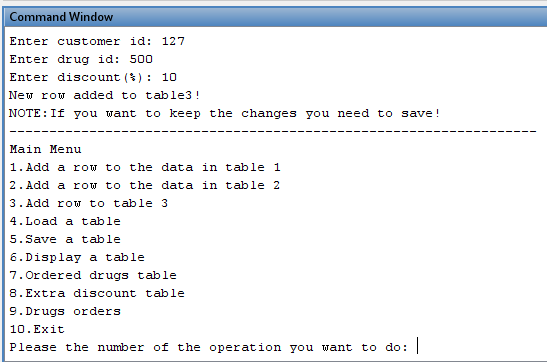 Command Window
Enter customer id: 127
Enter drug id: 500
Enter discount(%): 10
New row added to table3!
NOTE:If you want to keep the changes you need to save!
------------------------------------------------------------------
Main Menu
1.Add a row to the data in table 1
2.Add a row to the data in table 2
3.Add row to table 3
4.Load a table
5.Save a table
6.Display a table
7.Ordered drugs table
8.Extra discount table
9.Drugs orders
10.Exit
Please the number of the operation you want to do: